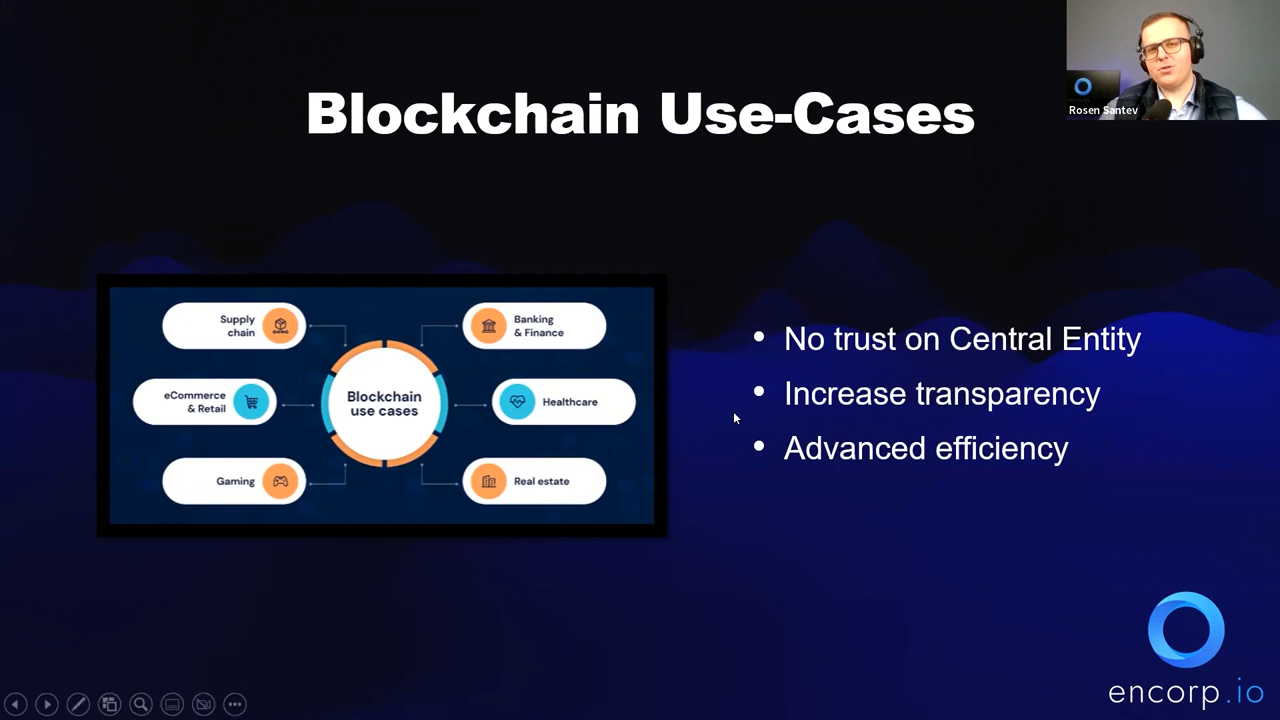 Blockchain Use-Cases
Rosen Santev
Supply
chain
Banking
& Finance
eCommerce
& Retail
Blockchain
use cases
Healthcare
Gaming
Real estate
• No trust on Central Entity
• Increase transparency
• Advanced efficiency
encorp.io